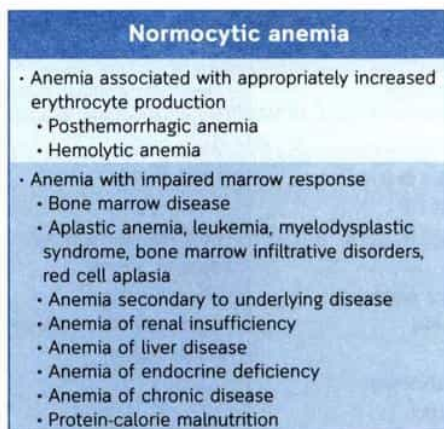 Normocytic anemia
• Anemia associated with appropriately increased
erythrocyte production
• Posthemorrhagic anemia
• Hemolytic anemia
• Anemia with impaired marrow response
• Bone marrow disease
• Aplastic anemia, leukemia, myelodysplastic
syndrome, bone marrow infiltrative disorders,
red cell aplasia
• Anemia secondary to underlying disease
• Anemia of renal insufficiency
• Anemia of liver disease
• Anemia of endocrine deficiency
• Anemia of chronic disease
• Protein-calorie malnutrition